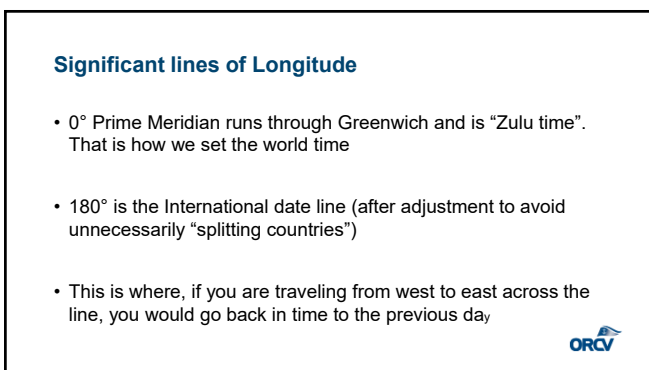 Significant lines of Longitude
• 0° Prime Meridian runs through Greenwich and is “Zulu time”.
That is how we set the world time
• 180° is the International date line (after adjustment to avoid
unnecessarily “splitting countries”)
• This is where, if you are traveling from west to east across the
line, you would go back in time to the previous day
ORCV